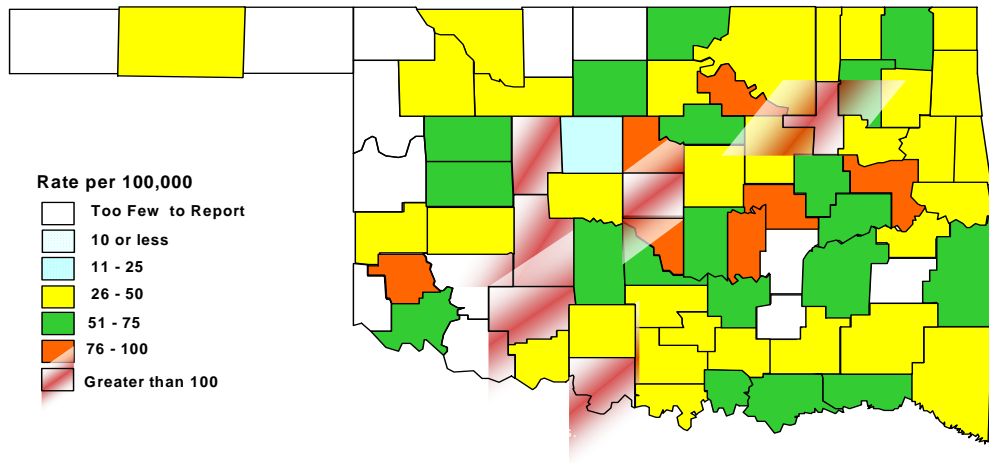 Rate per 100,000
Too Few to Report
10 or less
11 - 25
26 - 50
51 - 75
76 - 100
Greater than 100